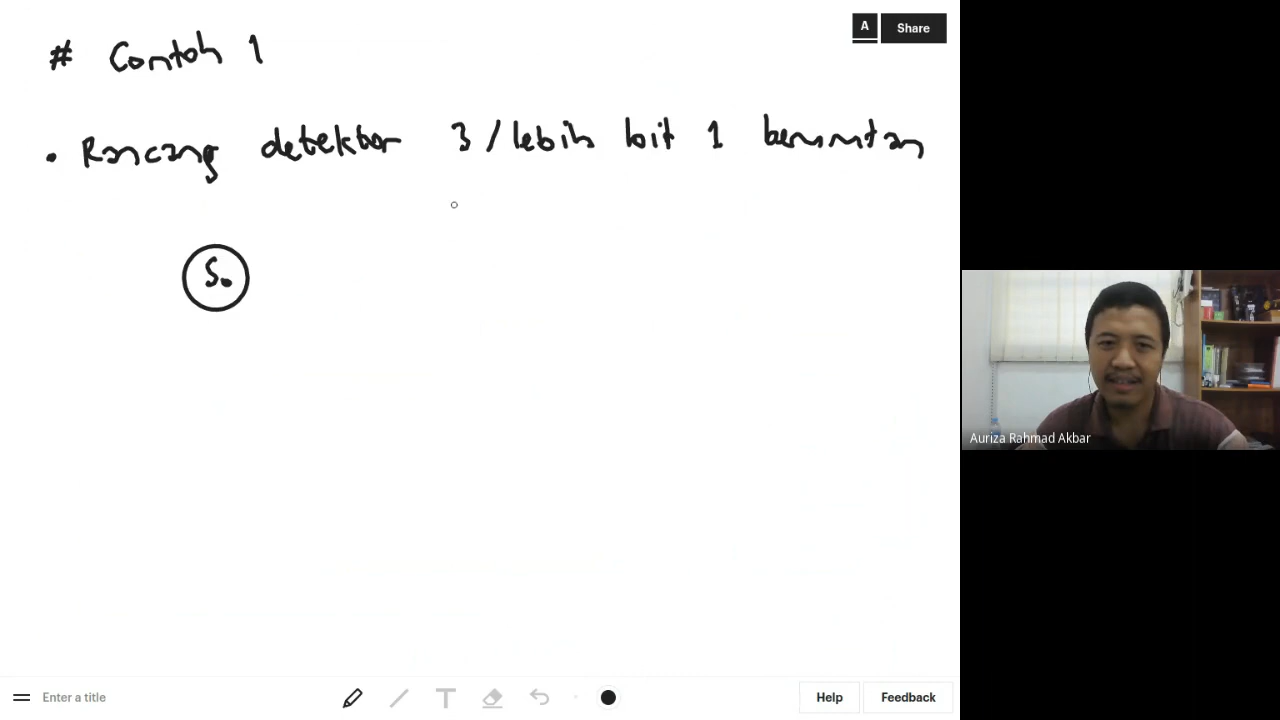 A Share
# Contoh 1
• Rancang detektor 3/lebih bit 1 berurutan
S0
Auriza Rahmad Akbar
Enter a title
T
Help
Feedback